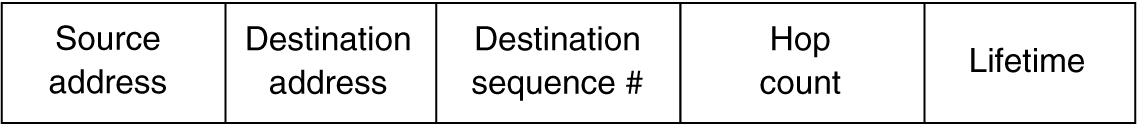 Source
address
Destination
address
Destination
sequence #
Hop
count
Lifetime